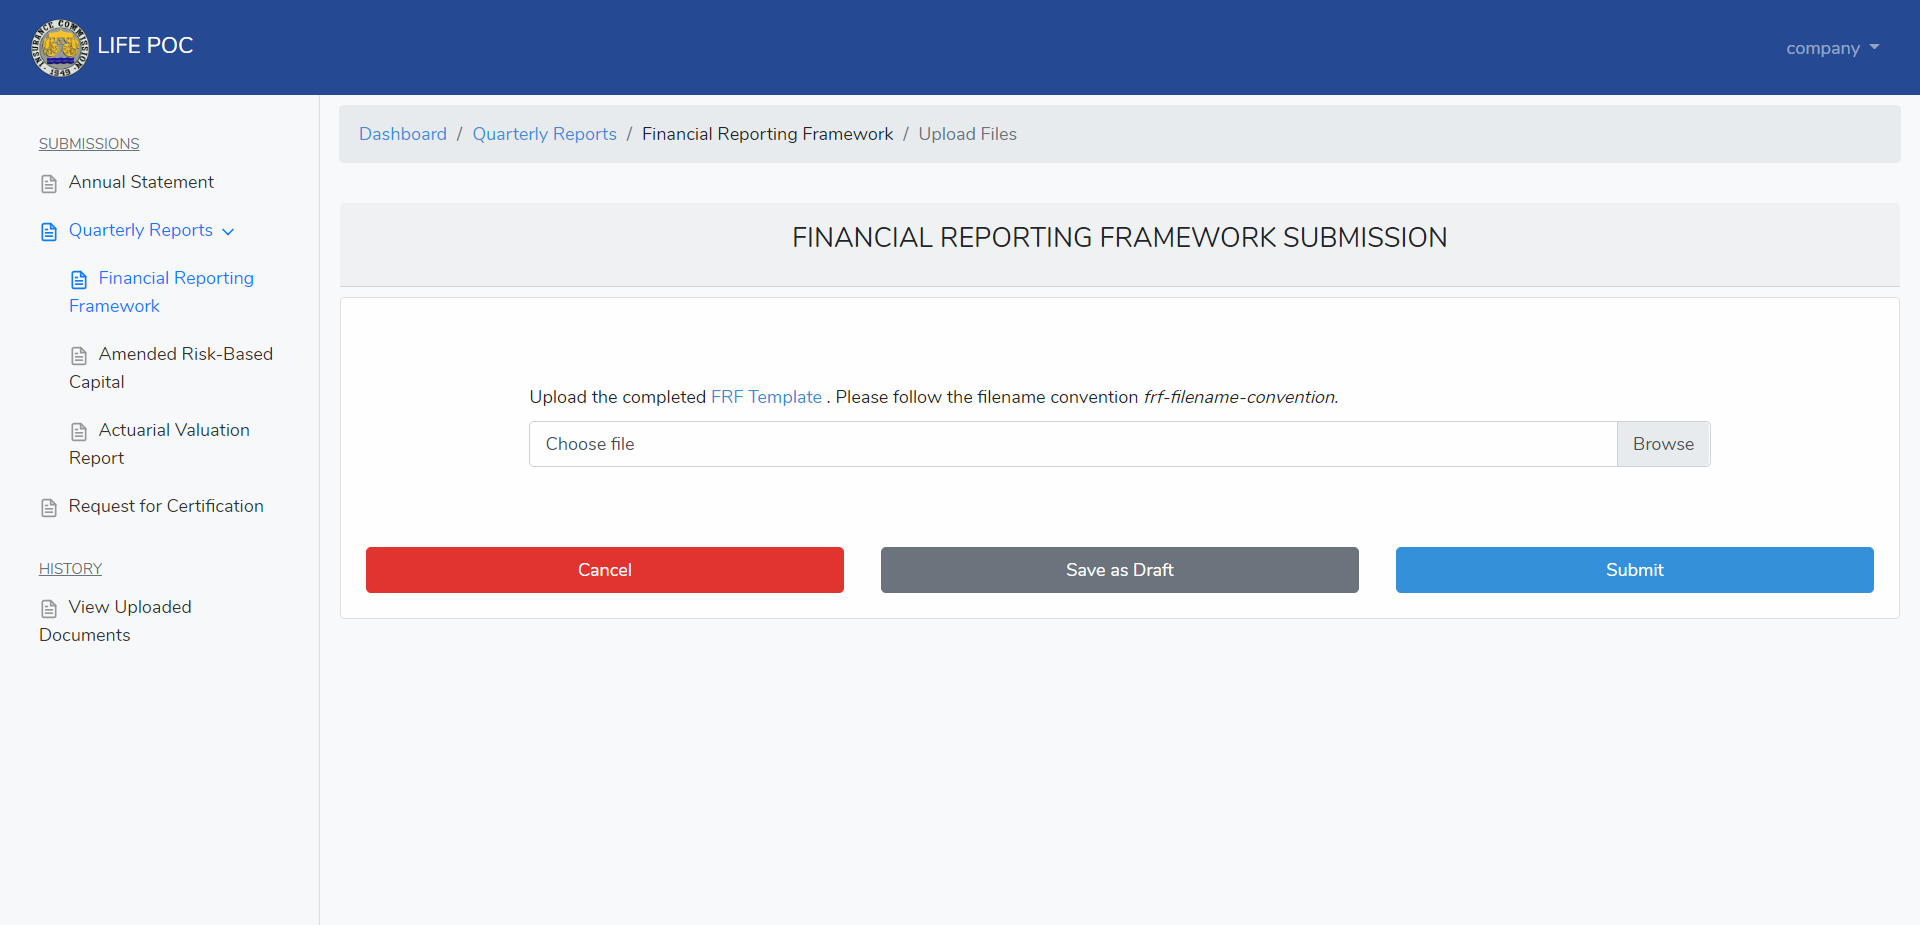 INSURANCE COMMISSION
1949
LIFE POC
company
SUBMISSIONS
Annual Statement
Quarterly Reports
Financial Reporting
Framework
Amended Risk-Based
Capital
Actuarial Valuation
Report
Request for Certification
HISTORY
View Uploaded
Documents
Dashboard / Quarterly Reports / Financial Reporting Framework / Upload Files
FINANCIAL REPORTING FRAMEWORK SUBMISSION
Upload the completed FRF Template . Please follow the filename convention frf-filename-convention.
Choose file
Browse
Cancel
Save as Draft
Submit